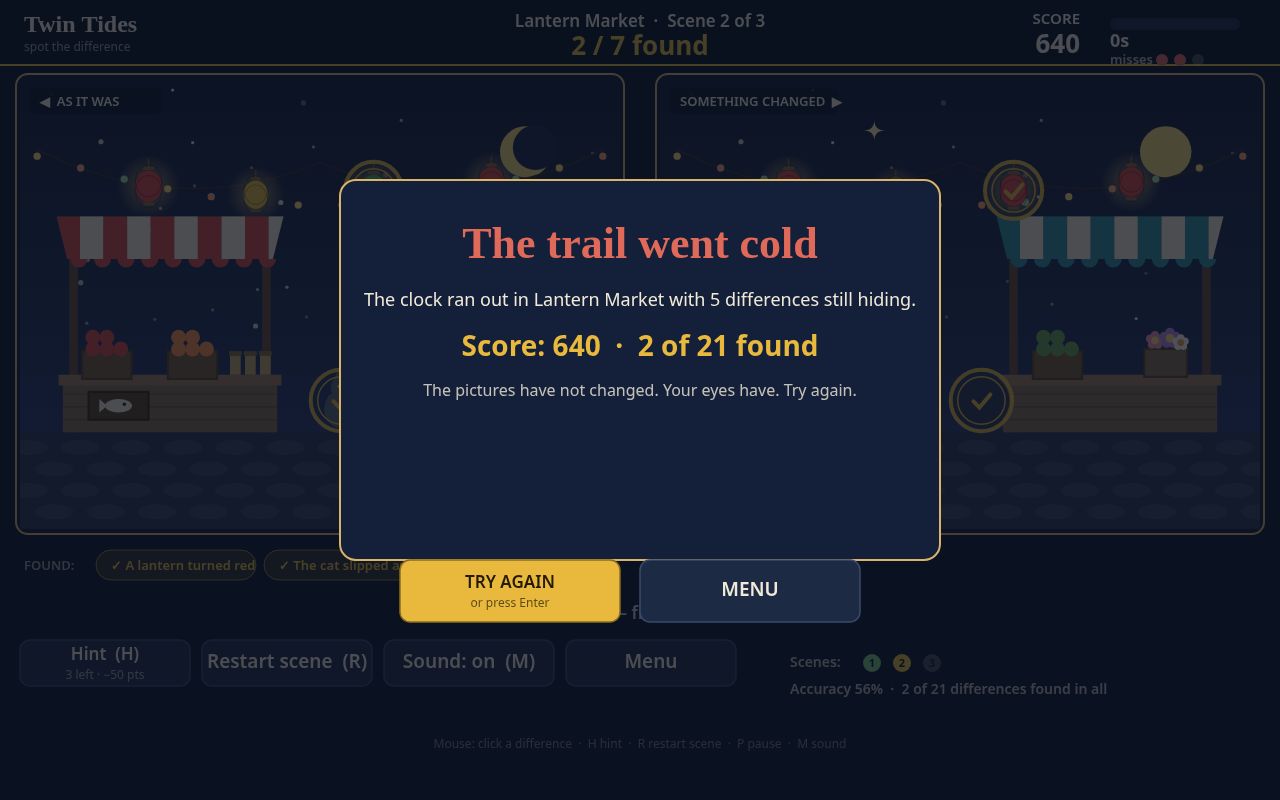 Twin Tides
spot the difference
Lantern Market · Scene 2 of 3
2 / 7 found
SCORE
640
0s
misses
◀ AS IT WAS
SOMETHING CHANGED ▶
The trail went cold
The clock ran out in Lantern Market with 5 differences still hiding.
Score: 640 · 2 of 21 found
The pictures have not changed. Your eyes have. Try again.
FOUND:
✓ A lantern turned red
✓ The cat slipped
TRY AGAIN
or press Enter
MENU
Hint (H)
3 left · −50 pts
Restart scene (R)
Sound: on (M)
Menu
Scenes:
1
2
3
Accuracy 56% · 2 of 21 differences found in all
Mouse: click a difference · H hint · R restart scene · P pause · M sound